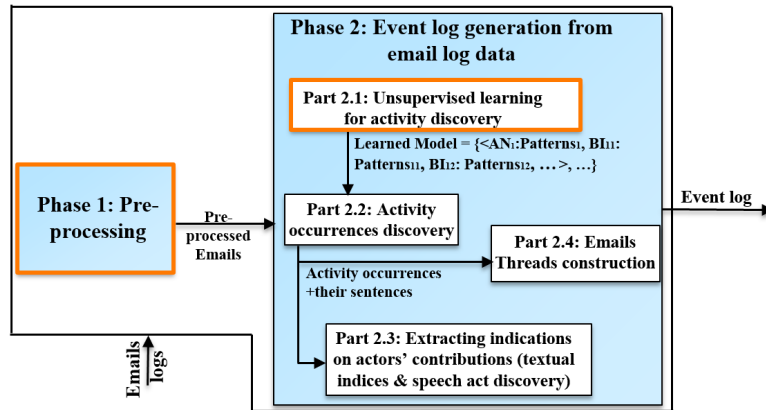 Phase 2: Event log generation from
email log data
Part 2.1: Unsupervised learning
for activity discovery
Learned Model = {<AN₁:Patterns₁, BI₁₁:
Patterns₁₁, BI₁₂: Patterns₁₂, …>, …}
Phase 1: Pre-
processing
Pre-
processed
Emails
Part 2.2: Activity
occurrences discovery
Event log
Part 2.4: Emails
Threads construction
Activity occurrences
+their sentences
Part 2.3: Extracting indications
on actors’ contributions (textual
indices & speech act discovery)
Emails
logs